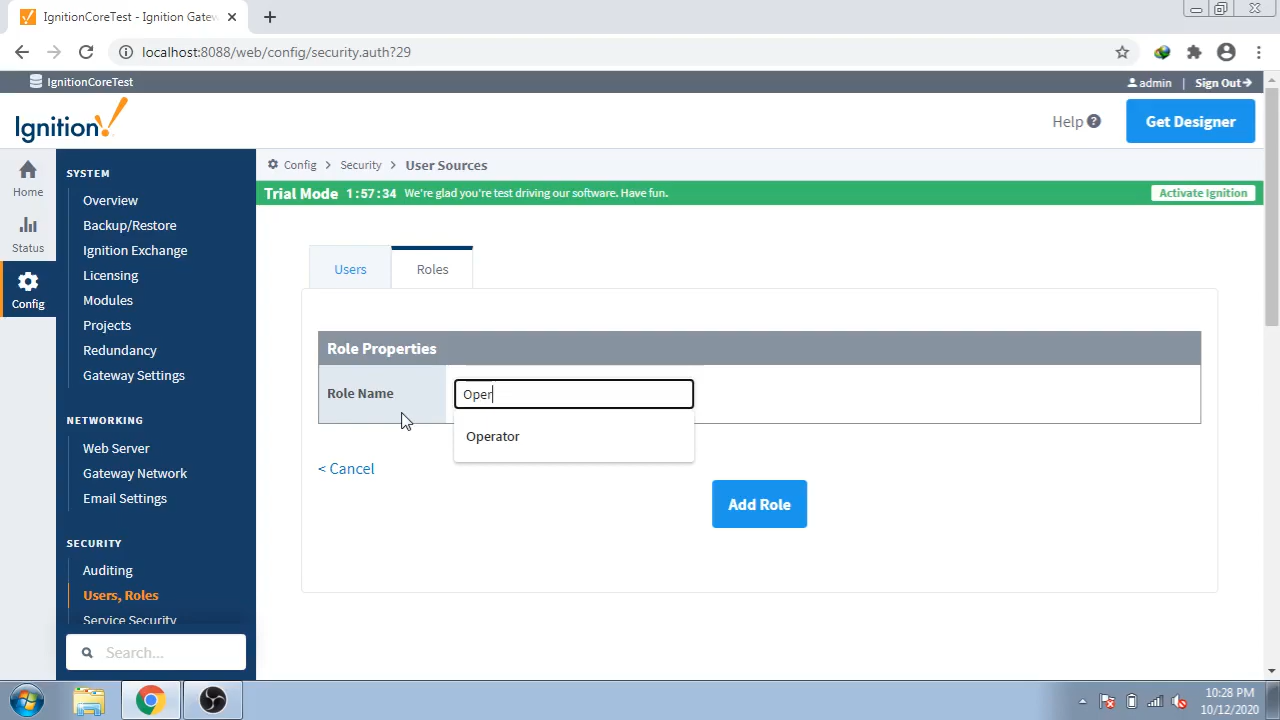 IgnitionCoreTest - Ignition Gatew
localhost:8088/web/config/security.auth?29
IgnitionCoreTest
admin | Sign Out
Ignition!
Help
Get Designer
Home
Status
Config
SYSTEM
Overview
Backup/Restore
Ignition Exchange
Licensing
Modules
Projects
Redundancy
Gateway Settings
NETWORKING
Web Server
Gateway Network
Email Settings
SECURITY
Auditing
Users, Roles
Service Security
Search...
Config > Security > User Sources
Trial Mode 1:57:34 We're glad you're test driving our software. Have fun.
Activate Ignition
Users
Roles
Role Properties
Role Name
Oper
Operator
< Cancel
Add Role
10:28 PM
10/12/2020